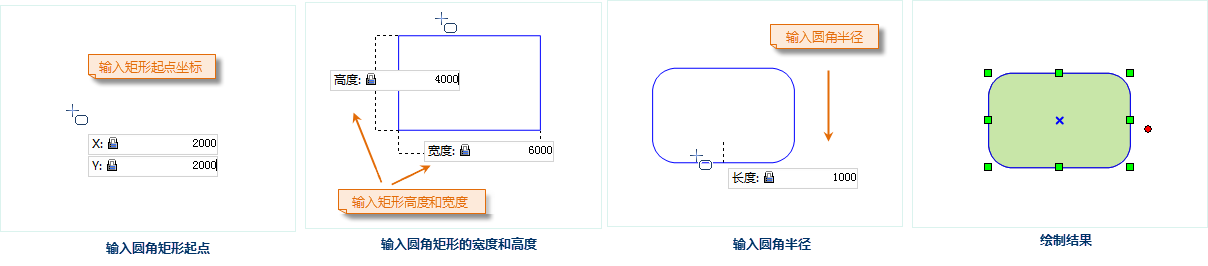 输入矩形起点坐标
X: 2000
Y: 2000
输入圆角矩形起点
高度: 4000
宽度: 6000
输入矩形高度和宽度
输入圆角矩形的宽度和高度
输入圆角半径
长度: 1000
输入圆角半径
绘制结果